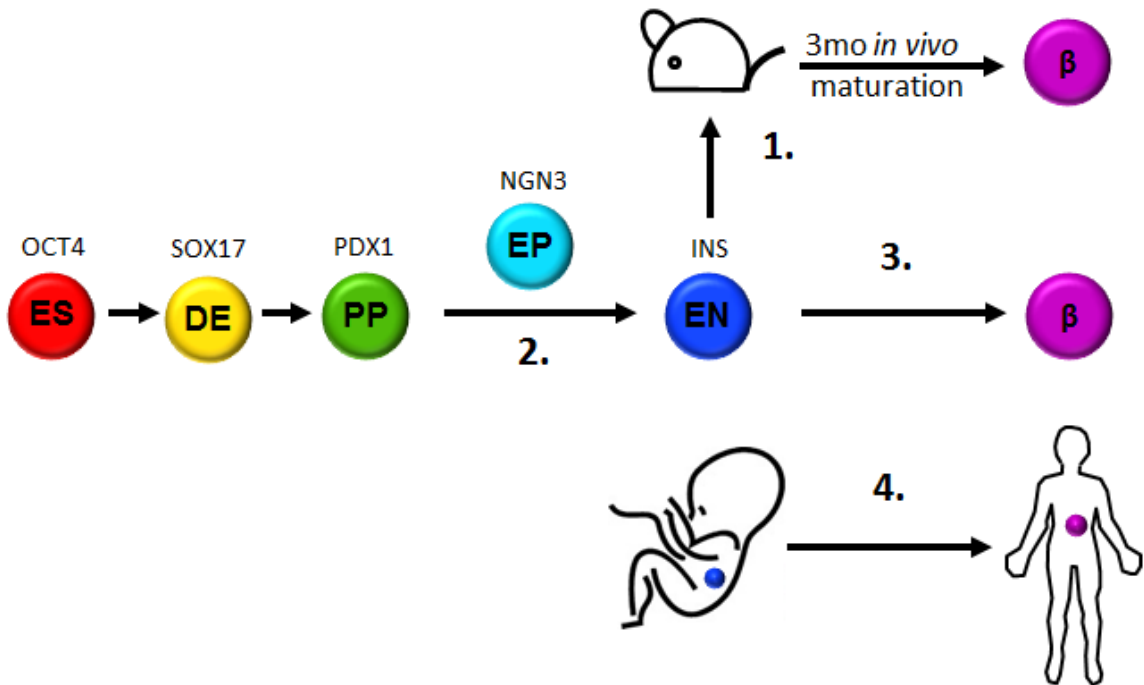 3mo in vivo
maturation
β
1.
NGN3
EP
OCT4
SOX17
PDX1
INS
3.
ES
DE
PP
EN
β
2.
4.